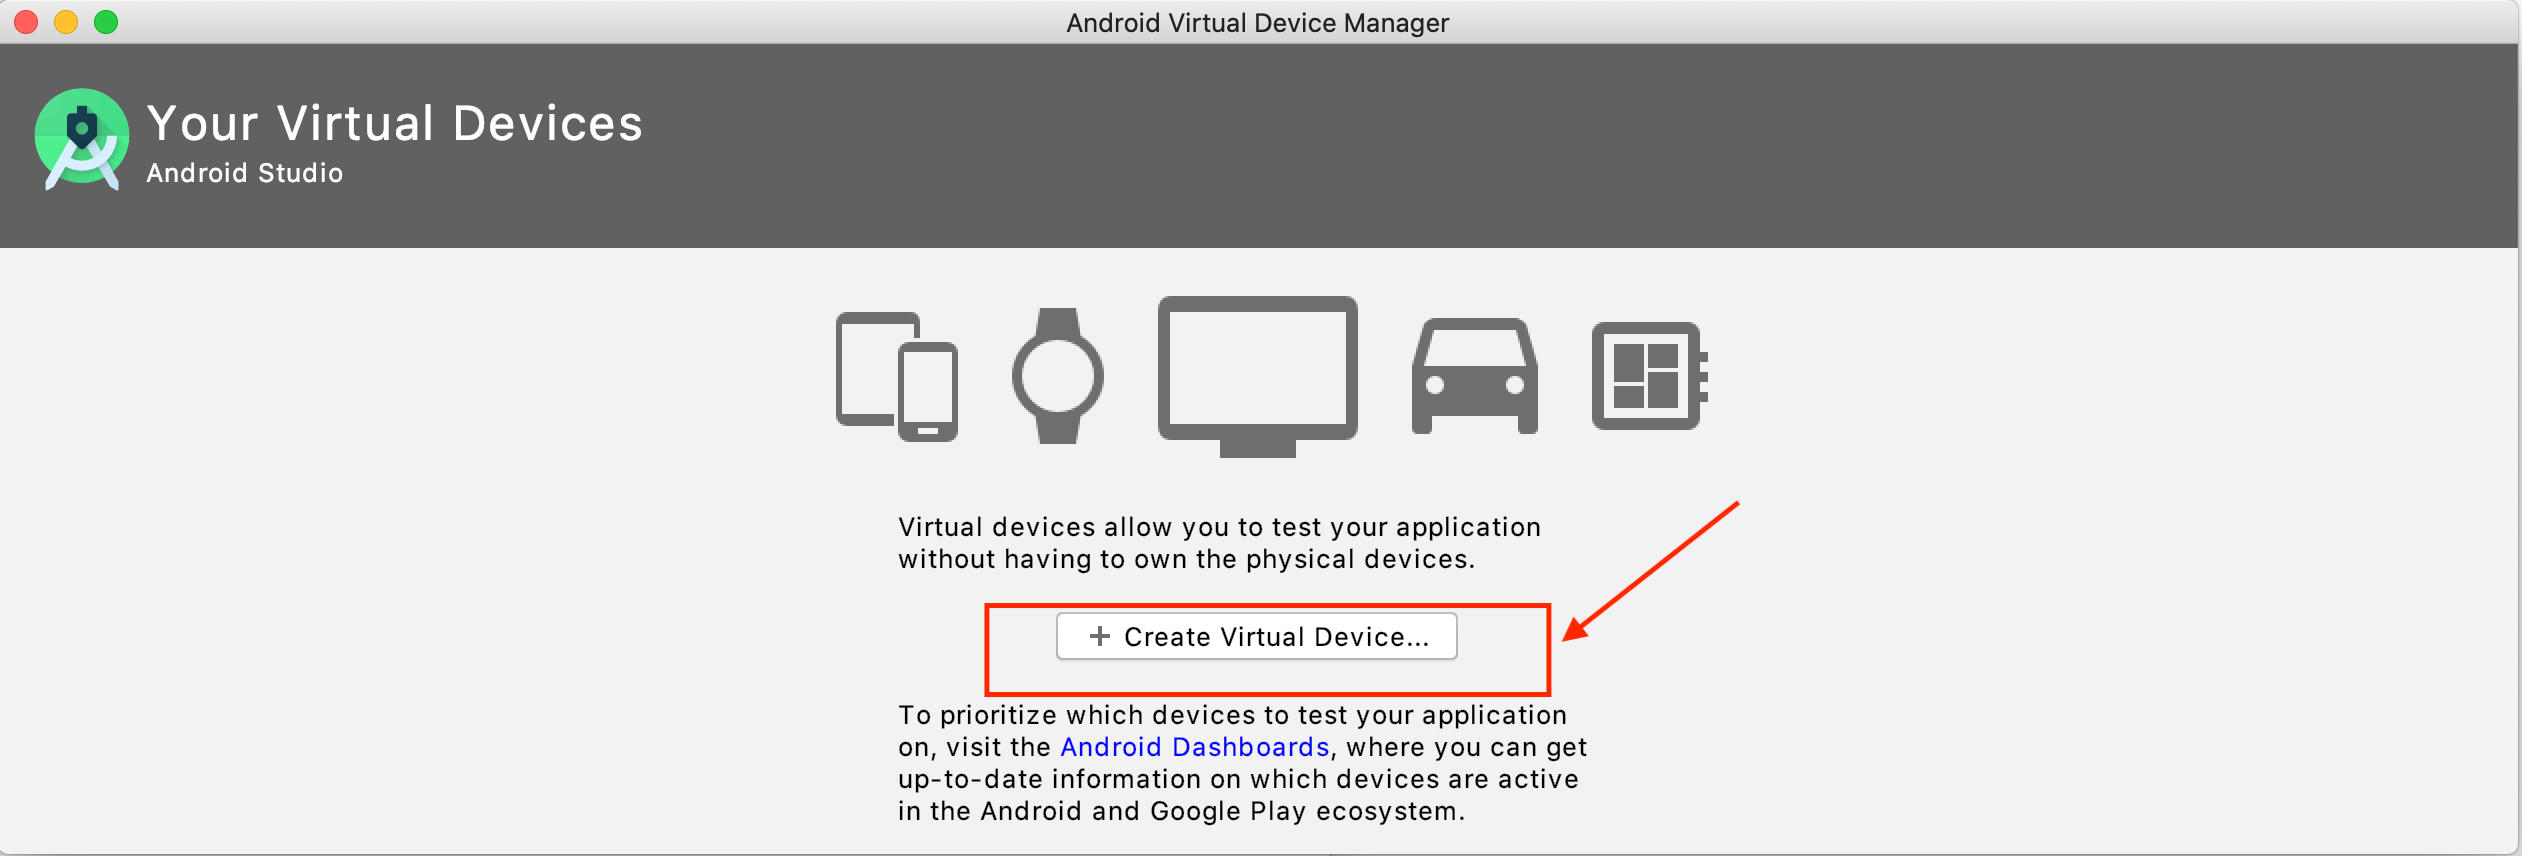 Android Virtual Device Manager
Your Virtual Devices
Android Studio
Virtual devices allow you to test your application
without having to own the physical devices.
+ Create Virtual Device...
To prioritize which devices to test your application
on, visit the Android Dashboards, where you can get
up-to-date information on which devices are active
in the Android and Google Play ecosystem.